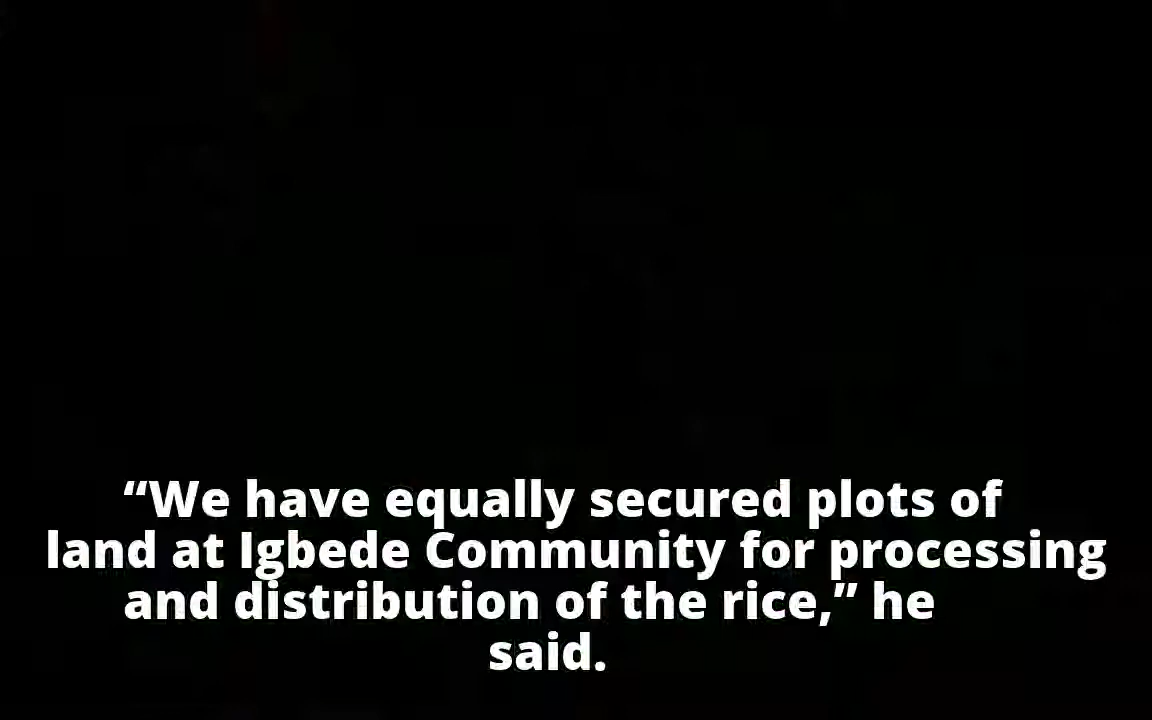 “We have equally secured plots of
land at Igbede Community for processing
and distribution of the rice,” he
said.